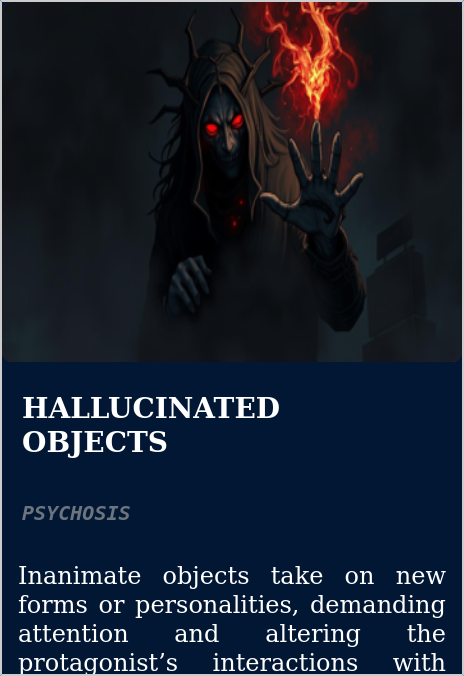 HALLUCINATED
OBJECTS
PSYCHOSIS
Inanimate objects take on new
forms or personalities, demanding
attention and altering the
protagonist’s interactions with